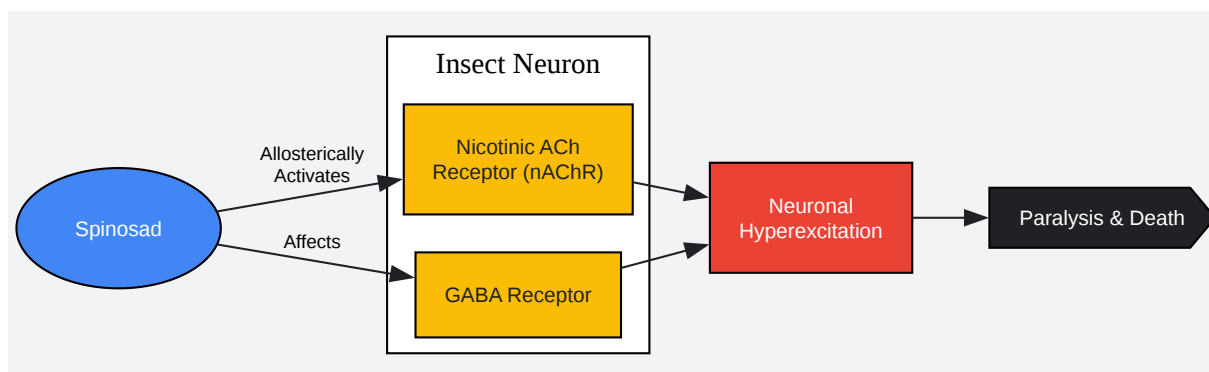 Insect Neuron
Allosterically
Activates
Nicotinic ACh
Receptor (nAChR)
Spinosad
Affects
GABA Receptor
Neuronal
Hyperexcitation
Paralysis & Death